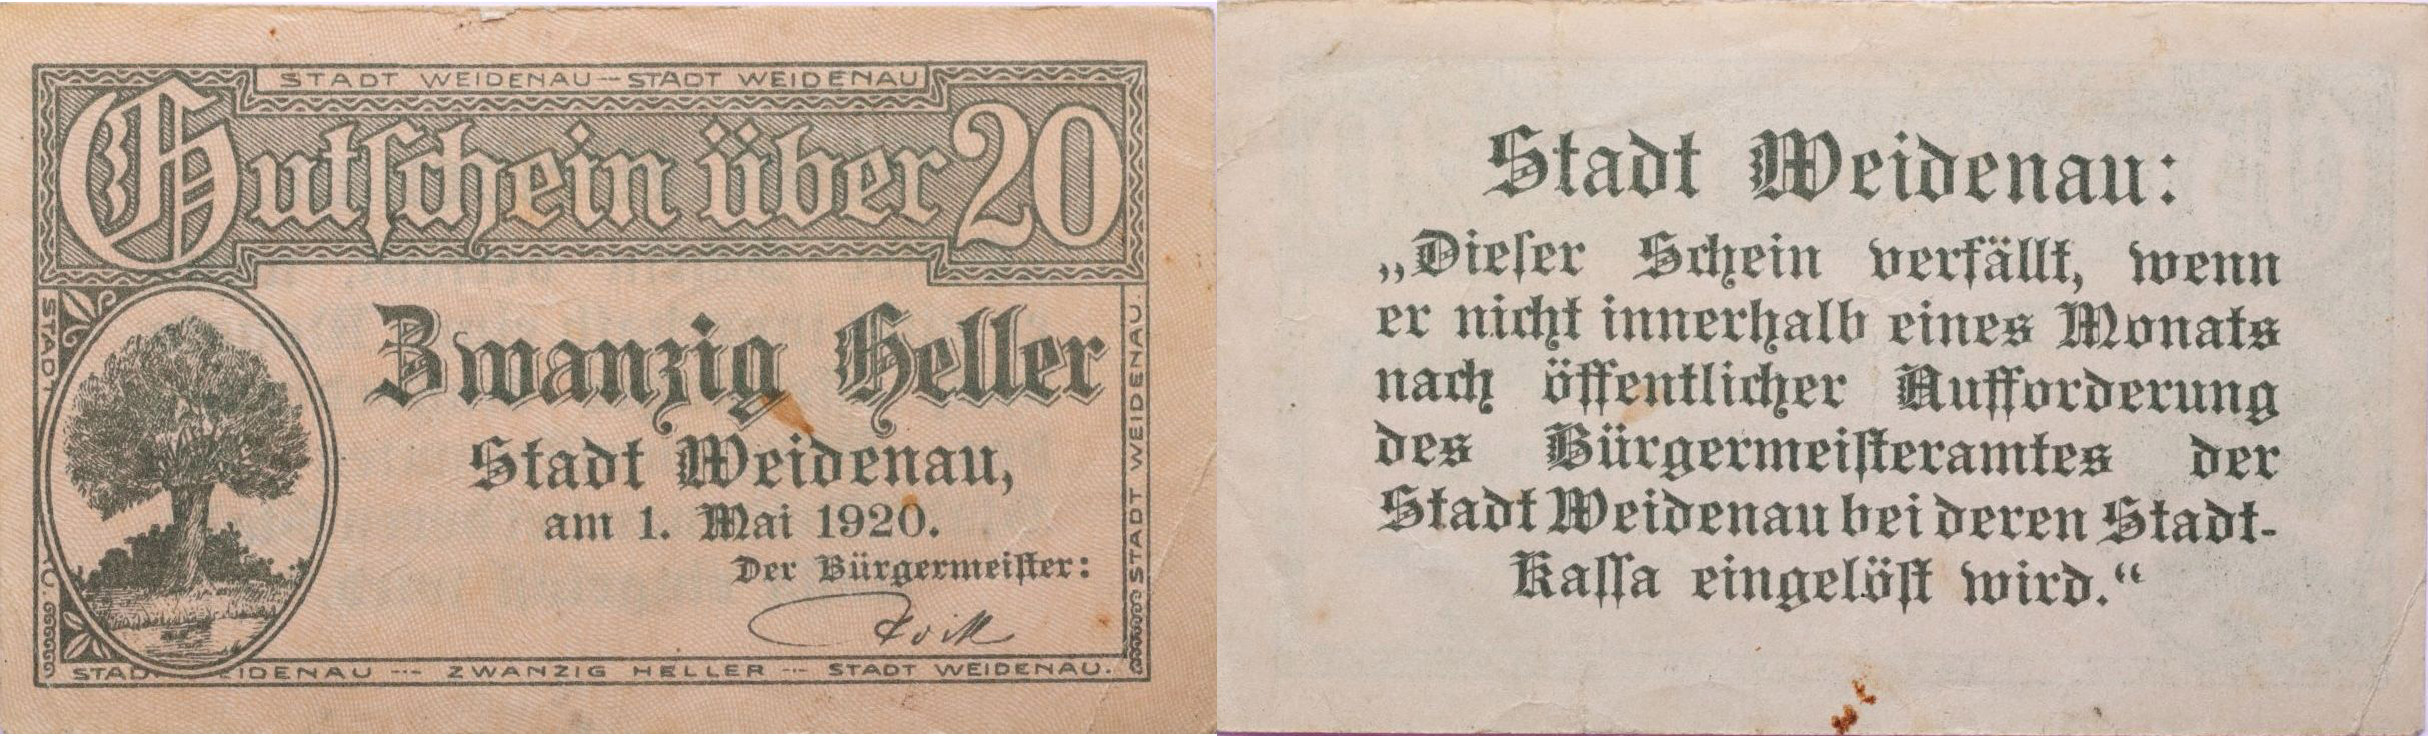 STADT WEIDENAU--STADT WEIDENAU
Gutschein über 20
Zwanzig Heller
Stadt Weidenau,
am 1. Mai 1920.
Der Bürgermeister:
STADT
STADT WEIDENAU.
STAD IDENAU --- ZWANZIG HELLER --- STADT WEIDENAU.
Stadt Weidenau:
„Dieser Schein verfällt, wenn
er nicht innerhalb eines Monats
nach öffentlicher Aufforderung
des Bürgermeisteramtes der
Stadt Weidenau bei deren Stadt-
Kassa eingelöst wird.“